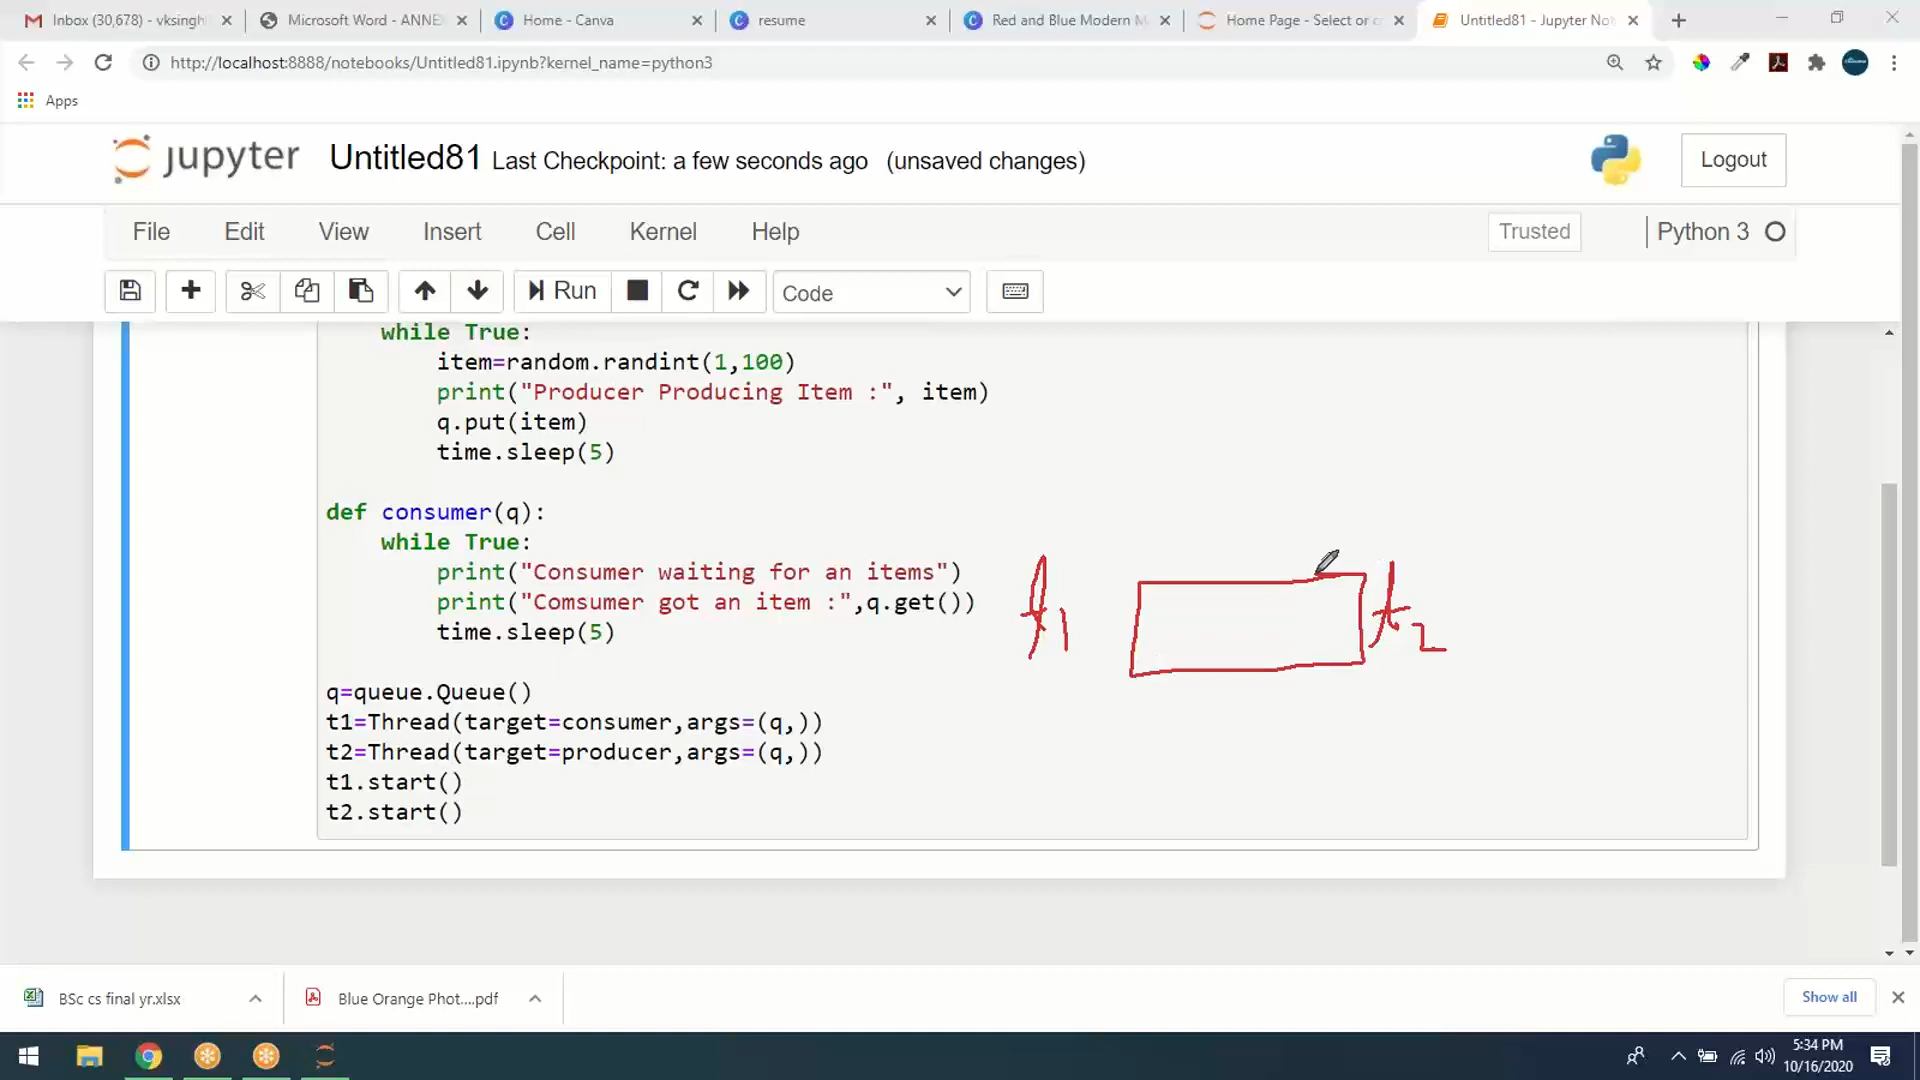 Inbox (30,678) - vksingh
Microsoft Word - ANNE
Home - Canva
resume
Red and Blue Modern M
Home Page - Select or c
Untitled81 - Jupyter Not
http://localhost:8888/notebooks/Untitled81.ipynb?kernel_name=python3
Apps
jupyter Untitled81 Last Checkpoint: a few seconds ago (unsaved changes)
Logout
File Edit View Insert Cell Kernel Help
Trusted
Python 3
Run
Code
while True:
item=random.randint(1,100)
print("Producer Producing Item :", item)
q.put(item)
time.sleep(5)
def consumer(q):
while True:
print("Consumer waiting for an items")
print("Comsumer got an item :",q.get())
time.sleep(5)
t1
t2
q=queue.Queue()
t1=Thread(target=consumer,args=(q,))
t2=Thread(target=producer,args=(q,))
t1.start()
t2.start()
BSc cs final yr.xlsx
Blue Orange Phot....pdf
Show all
5:34 PM
10/16/2020